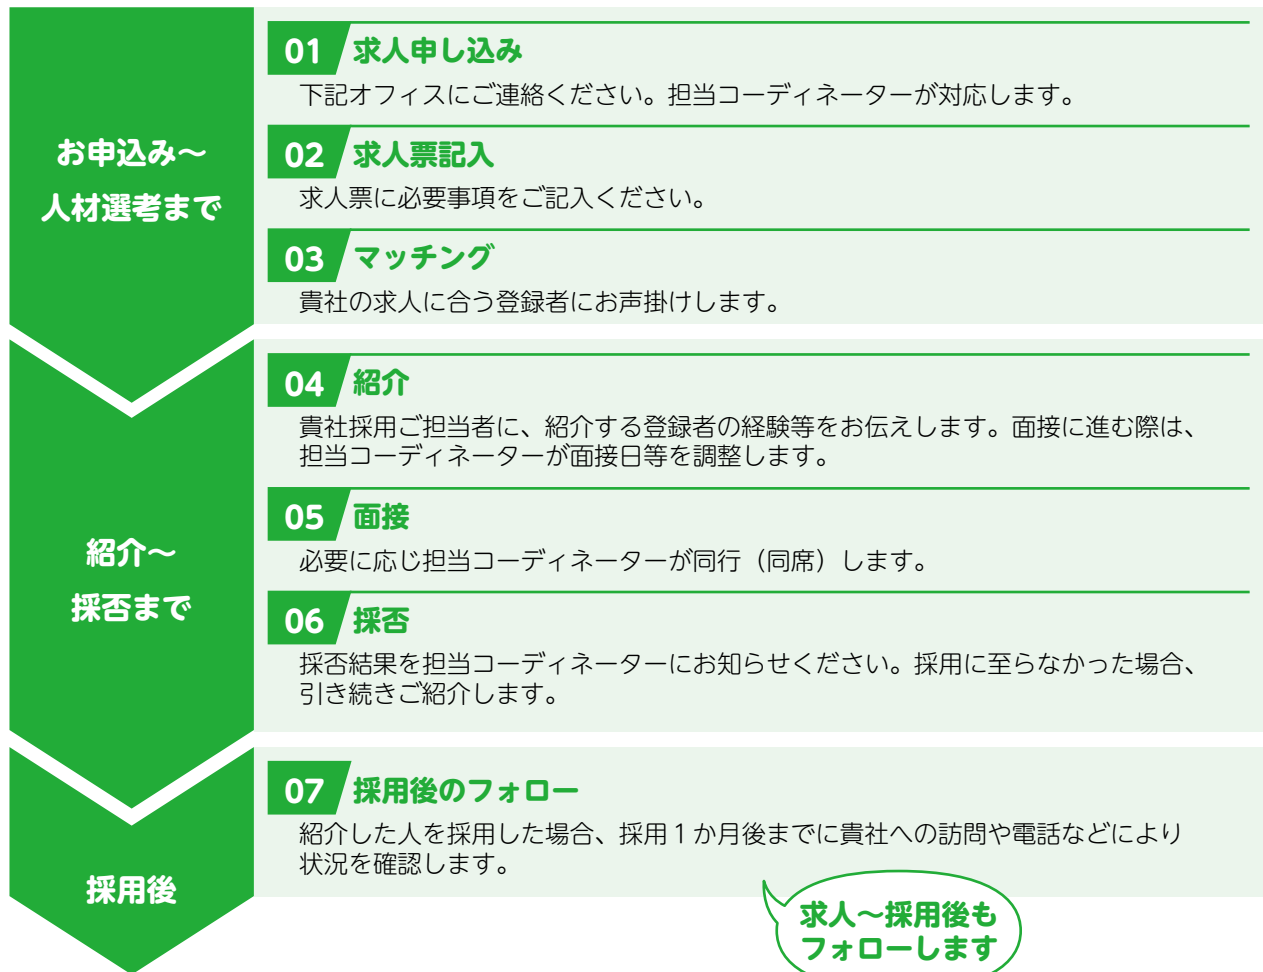 お申込み～
人材選考まで
01 求人申し込み
下記オフィスにご連絡ください。担当コーディネーターが対応します。
02 求人票記入
求人票に必要事項をご記入ください。
03 マッチング
貴社の求人に合う登録者にお声掛けします。
紹介～
採否まで
04 紹介
貴社採用ご担当者に、紹介する登録者の経験等をお伝えします。面接に進む際は、
担当コーディネーターが面接日等を調整します。
05 面接
必要に応じ担当コーディネーターが同行（同席）します。
06 採否
採否結果を担当コーディネーターにお知らせください。採用に至らなかった場合、
引き続きご紹介します。
採用後
07 採用後のフォロー
紹介した人を採用した場合、採用１か月後までに貴社への訪問や電話などにより
状況を確認します。
求人～採用後も
フォローします